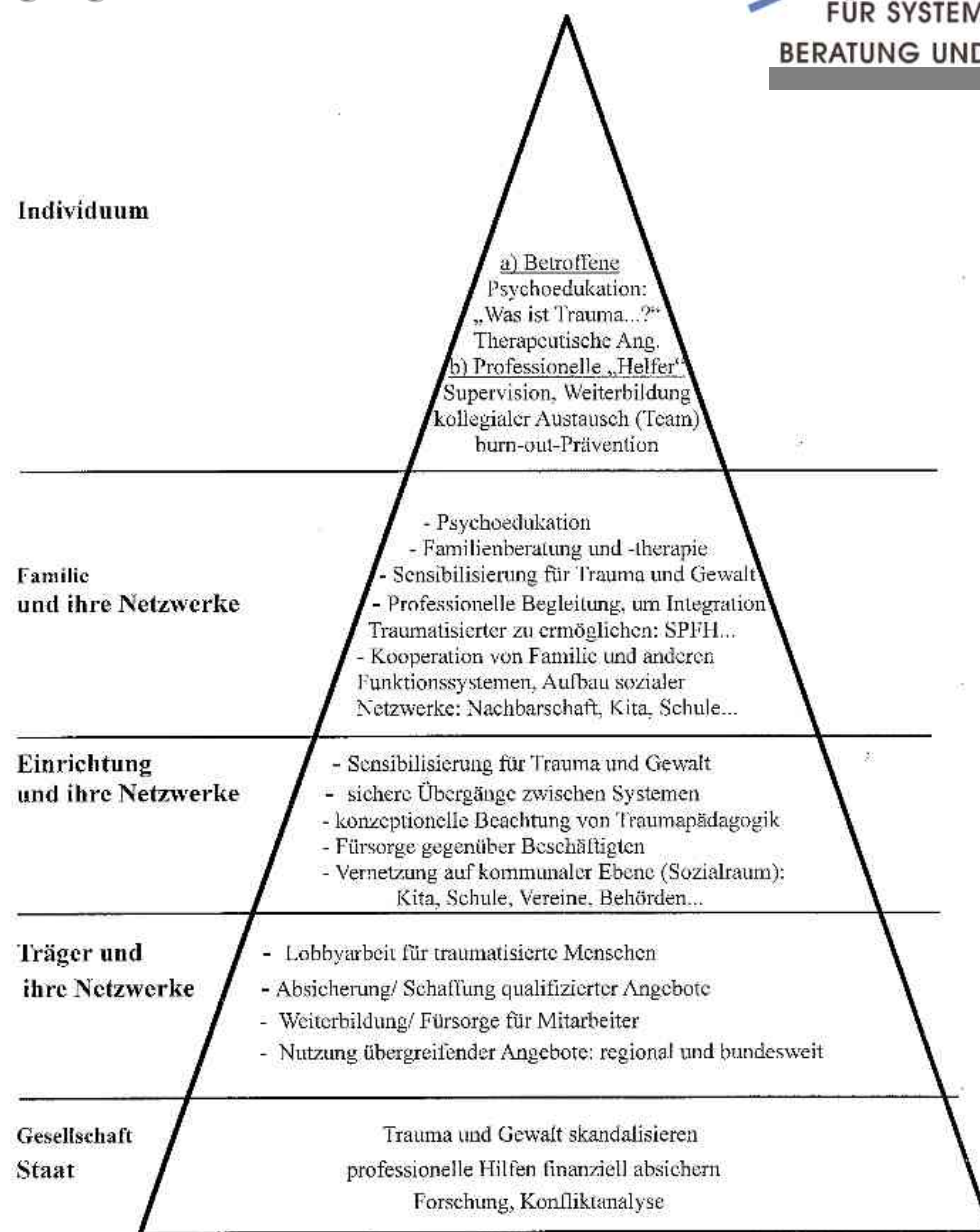 FÜR SYSTEM
BERATUNG UND
Individuum
a) Betroffene
Psychoedukation:
„Was ist Trauma...?“
Therapeutische Ang.
b) Professionelle „Helfer“
Supervision, Weiterbildung
kollegialer Austausch (Team)
burn-out-Prävention
Familie
und ihre Netzwerke
- Psychoedukation
- Familienberatung und -therapie
- Sensibilisierung für Trauma und Gewalt
- Professionelle Begleitung, um Integration
Traumatisierter zu ermöglichen: SPFH...
- Kooperation von Familie und anderen
Funktionssystemen, Aufbau sozialer
Netzwerke: Nachbarschaft, Kita, Schule...
Einrichtung
und ihre Netzwerke
- Sensibilisierung für Trauma und Gewalt
- sichere Übergänge zwischen Systemen
- konzeptionelle Beachtung von Traumapädagogik
- Fürsorge gegenüber Beschäftigten
- Vernetzung auf kommunaler Ebene (Sozialraum):
Kita, Schule, Vereine, Behörden...
Träger und
ihre Netzwerke
- Lobbyarbeit für traumatisierte Menschen
- Absicherung/ Schaffung qualifizierter Angebote
- Weiterbildung/ Fürsorge für Mitarbeiter
- Nutzung übergreifender Angebote: regional und bundesweit
Gesellschaft
Staat
Trauma und Gewalt skandalisieren
professionelle Hilfen finanziell absichern
Forschung, Konfliktanalyse